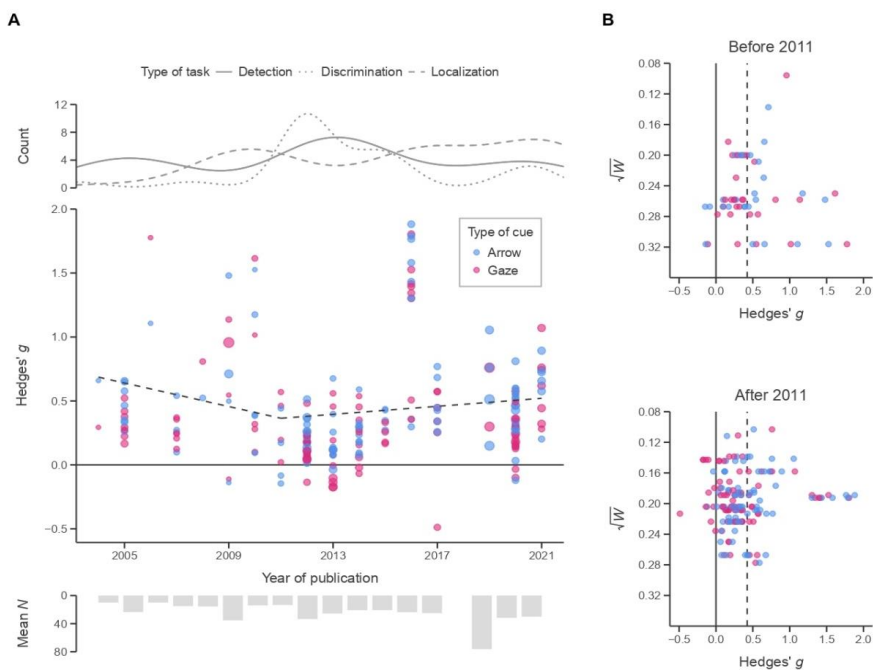 A
Type of task Detection Discrimination Localization
12
8
4
0
Count
2.0
1.5
1.0
0.5
0.0
−0.5
Hedges' g
Type of cue
Arrow
Gaze
2005 2009 2013 2017 2021
Year of publication
0
40
80
Mean N
B
Before 2011
0.08
0.12
0.16
0.20
0.24
0.28
0.32
√W
−0.5 0.0 0.5 1.0 1.5 2.0
Hedges' g
After 2011
0.08
0.12
0.16
0.20
0.24
0.28
0.32
√W
−0.5 0.0 0.5 1.0 1.5 2.0
Hedges' g